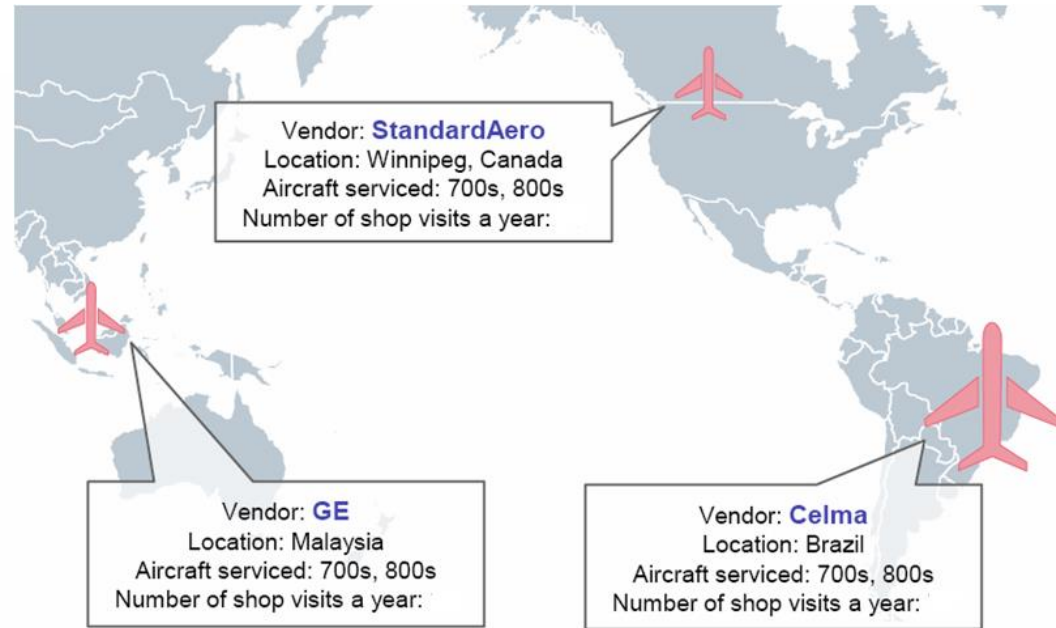 Vendor: StandardAero
Location: Winnipeg, Canada
Aircraft serviced: 700s, 800s
Number of shop visits a year:
Vendor: GE
Location: Malaysia
Aircraft serviced: 700s, 800s
Number of shop visits a year:
Vendor: Celma
Location: Brazil
Aircraft serviced: 700s, 800s
Number of shop visits a year: